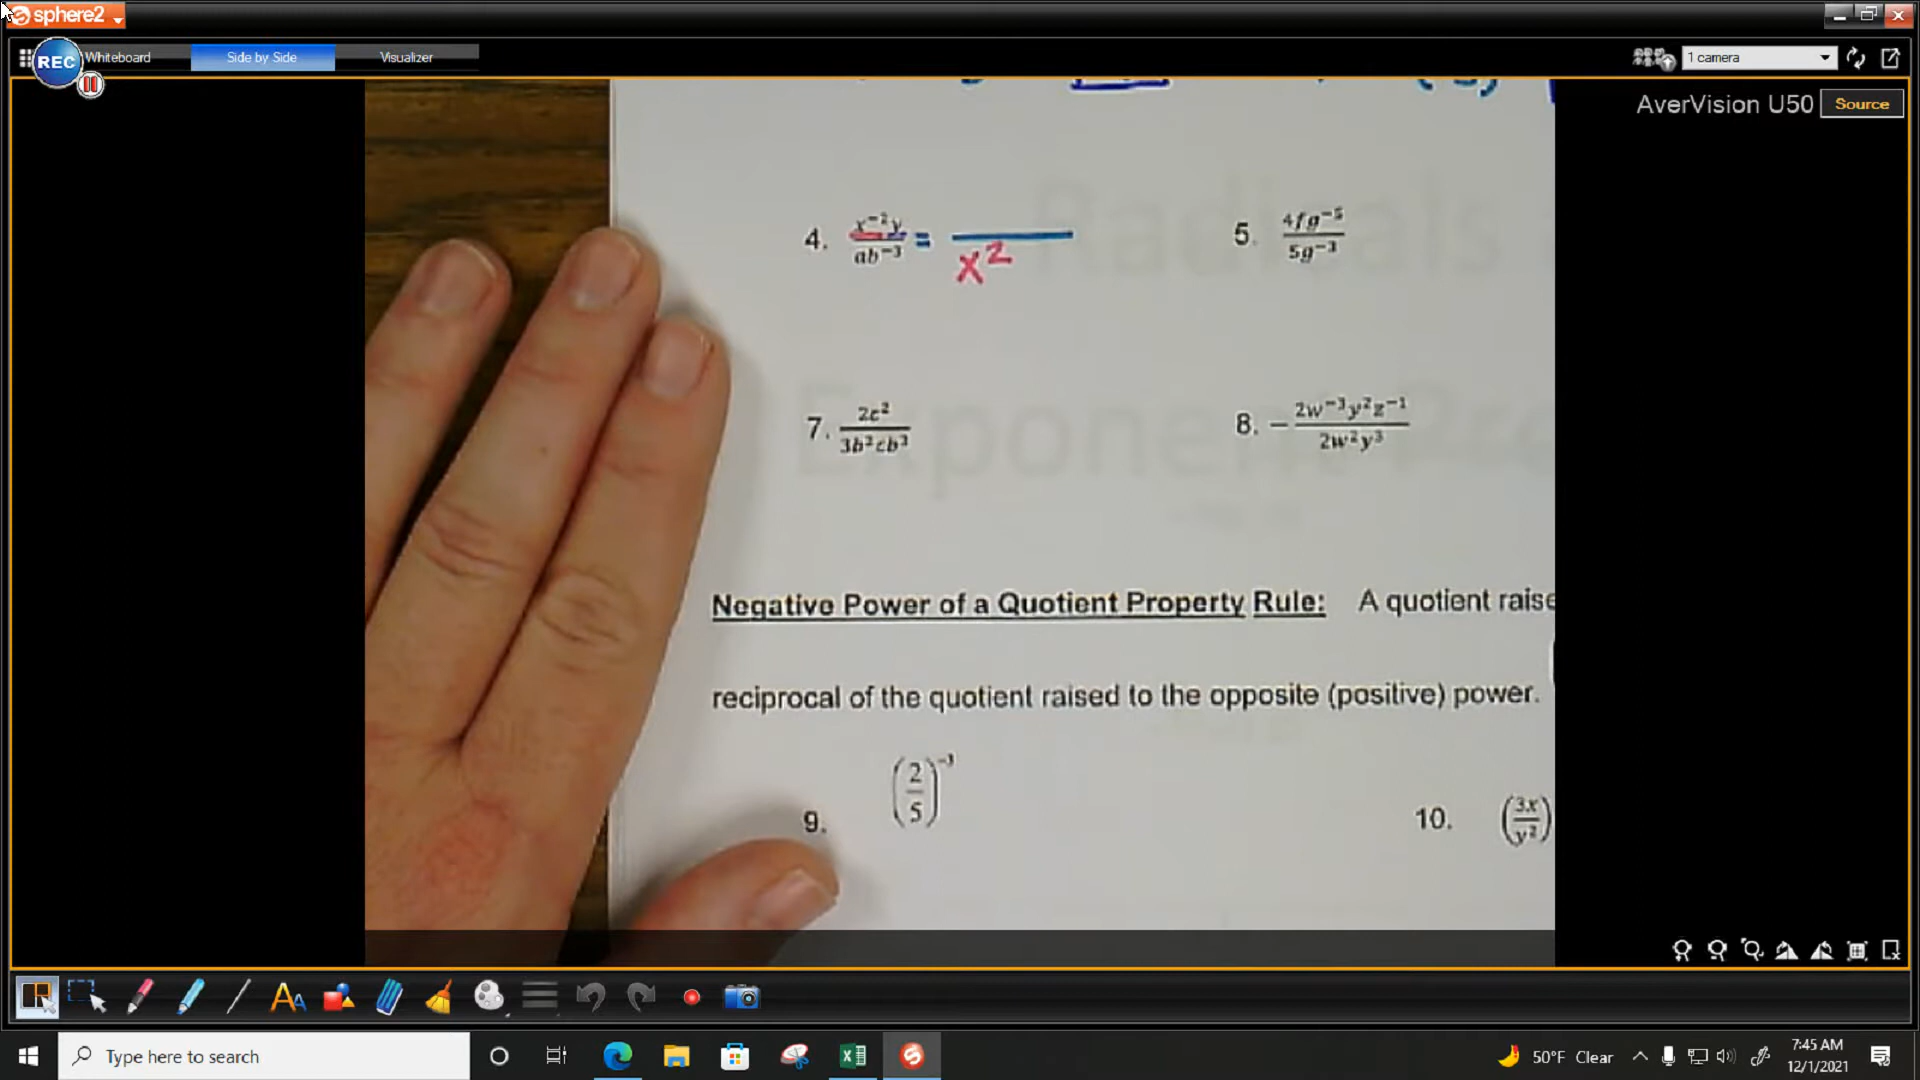 sphere2
REC Whiteboard Side by Side Visualizer 1 camera
AverVision U50 Source
4. x⁻²y/ab⁻³ = /x² 5. 4fg⁻⁵/5g⁻³
7. 2c²/3b²cb³ 8. −2w⁻³y²z⁻¹/2w²y³
Negative Power of a Quotient Property Rule: A quotient raise
reciprocal of the quotient raised to the opposite (positive) power.
9. (2/5)⁻³ 10. (3x/y²)
Type here to search 50°F Clear 7:45 AM
12/1/2021